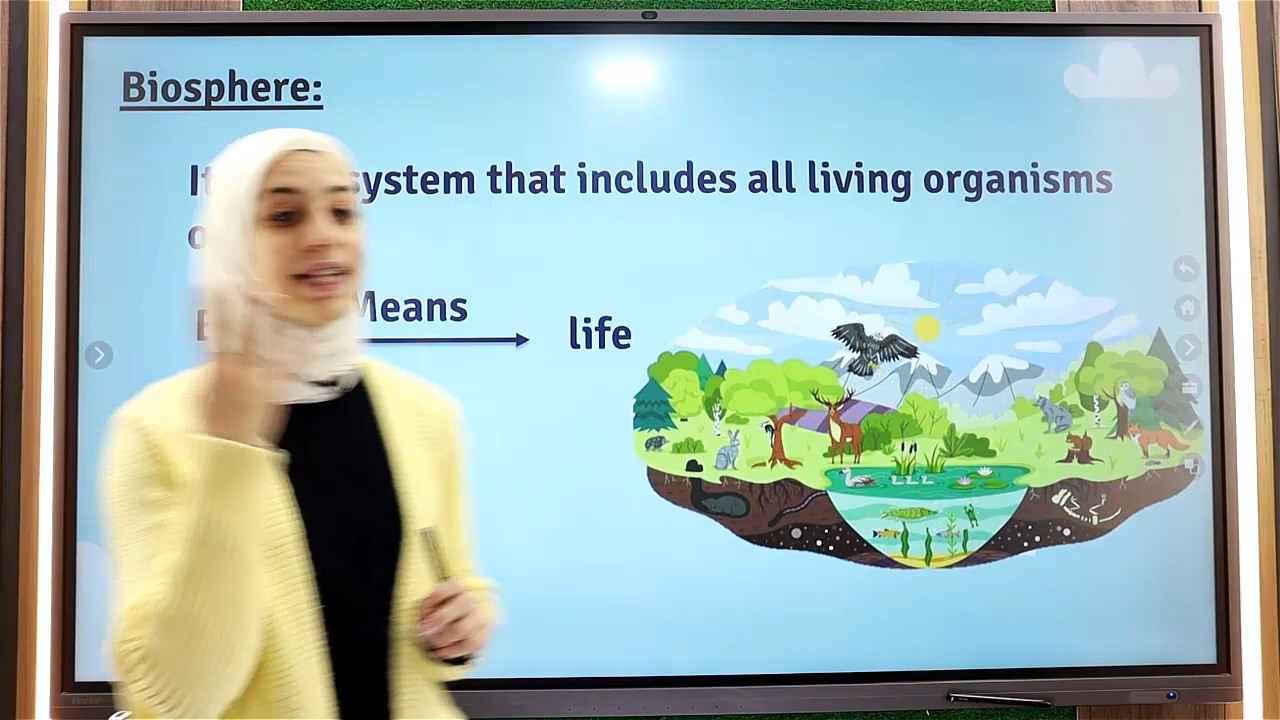 Biosphere:
system that includes all living organisms
Means
life